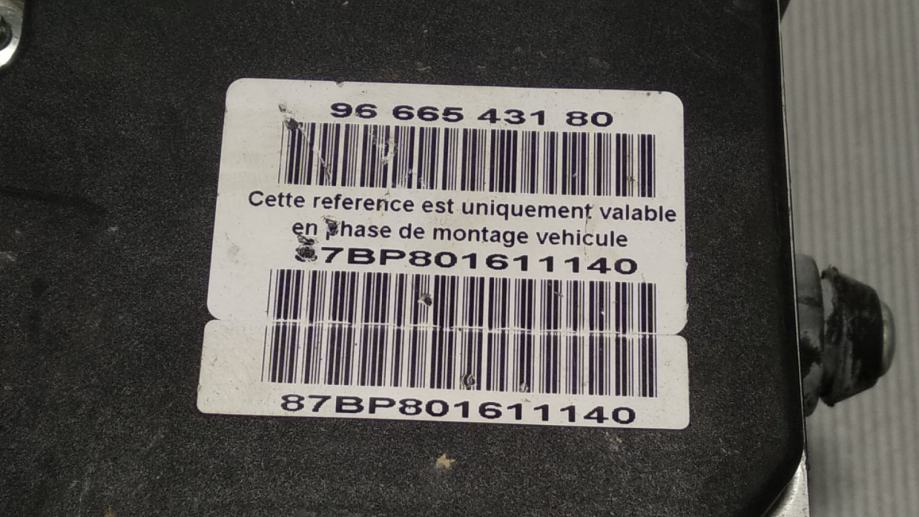 96 665 431 80
Cette reference est uniquement valable
en phase de montage vehicule
87BP801611140
87BP801611140